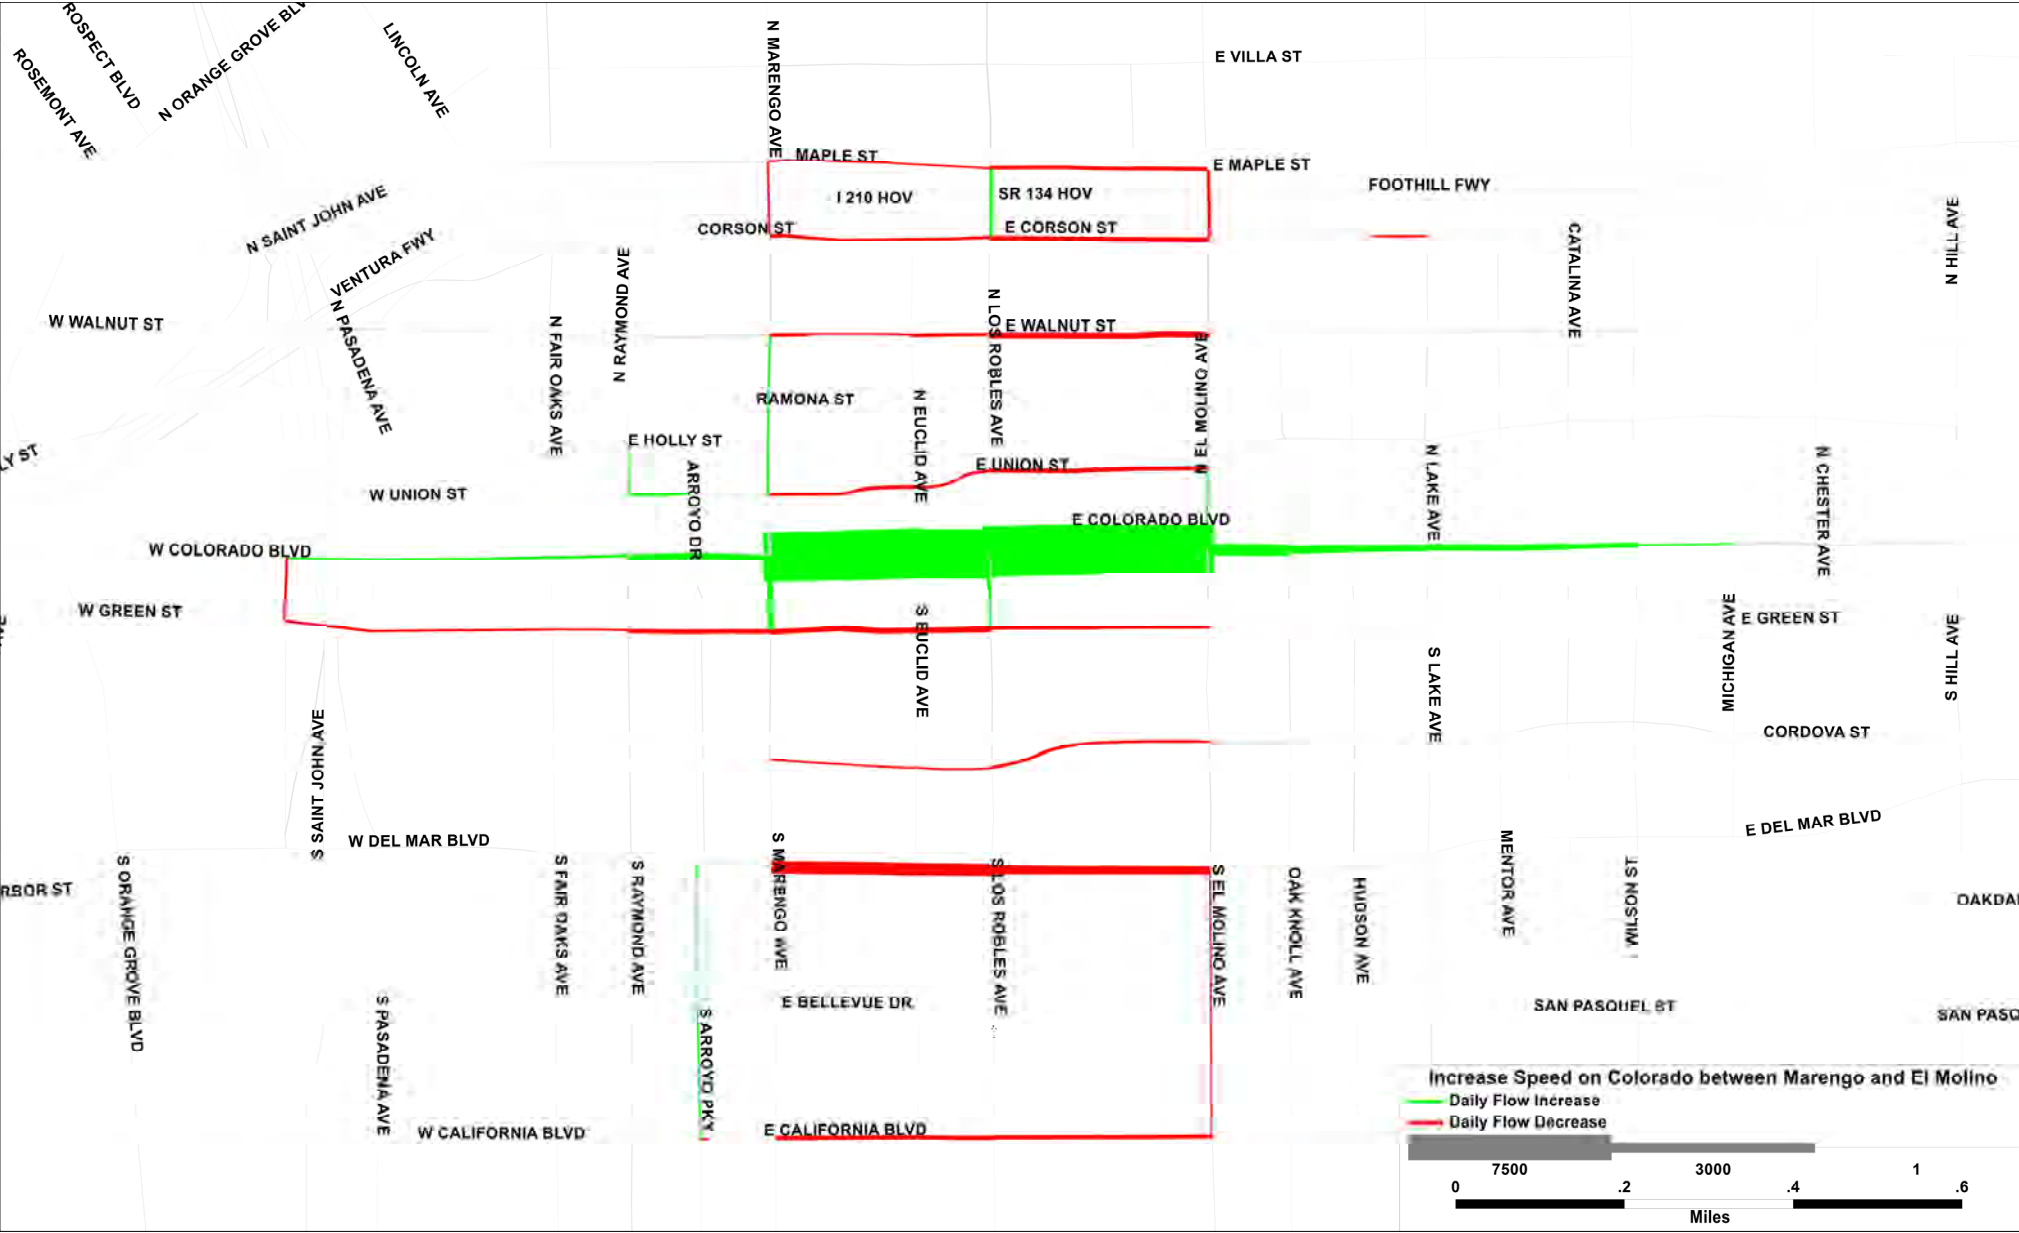 ROSPECT BLVD
ROSEMONT AVE
N ORANGE GROVE BLV
LINCOLN AVE
N MARENGO AVE
E VILLA ST
MAPLE ST
E MAPLE ST
I 210 HOV
SR 134 HOV
FOOTHILL FWY
N SAINT JOHN AVE
CORSON ST
E CORSON ST
VENTURA FWY
N RAYMOND AVE
CATALINA AVE
N HILL AVE
W WALNUT ST
N PASADENA AVE
N FAIR OAKS AVE
N LOS ROBLES AVE
E WALNUT ST
N EL MOLINO AVE
RAMONA ST
N EUCLID AVE
E HOLLY ST
LY ST
ARROYO DR
E UNION ST
N LAKE AVE
N CHESTER AVE
W UNION ST
E COLORADO BLVD
W COLORADO BLVD
W GREEN ST
S EUCLID AVE
MICHIGAN AVE
E GREEN ST
S HILL AVE
S LAKE AVE
S SAINT JOHN AVE
CORDOVA ST
W DEL MAR BLVD
E DEL MAR BLVD
S ORANGE GROVE BLVD
RBOR ST
S FAIR OAKS AVE
S RAYMOND AVE
S MARENGO AVE
S LOS ROBLES AVE
S EL MOLINO AVE
OAK KNOLL AVE
HUDSON AVE
MENTOR AVE
WILSON ST
OAKDA
S PASADENA AVE
S ARROYO PKY
E BELLEVUE DR
SAN PASQUEL ST
SAN PASQ
W CALIFORNIA BLVD
E CALIFORNIA BLVD
Increase Speed on Colorado between Marengo and El Molino
Daily Flow Increase
Daily Flow Decrease
7500 3000 1
0 .2 .4 .6
Miles